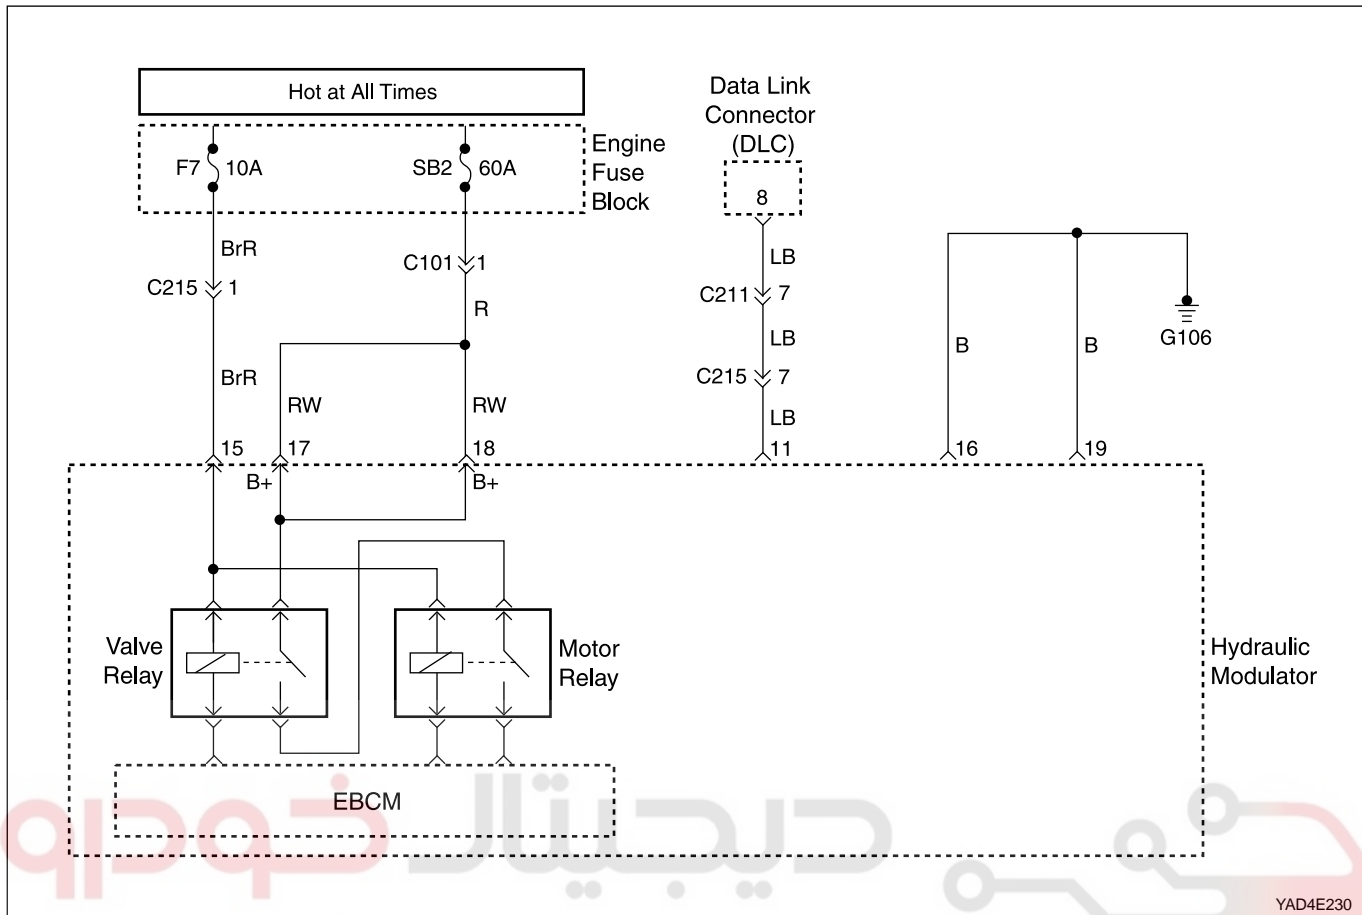 Hot at All Times
F7 10A
SB2 60A
Engine
Fuse
Block
Data Link
Connector
(DLC)
8
BrR
C215 1
BrR
C101 1
R
RW
RW
LB
C211 7
LB
C215 7
LB
B
B
G106
15
17
18
11
16
19
B+
B+
Valve
Relay
Motor
Relay
Hydraulic
Modulator
EBCM
دیجیتال خودرو
YAD4E230